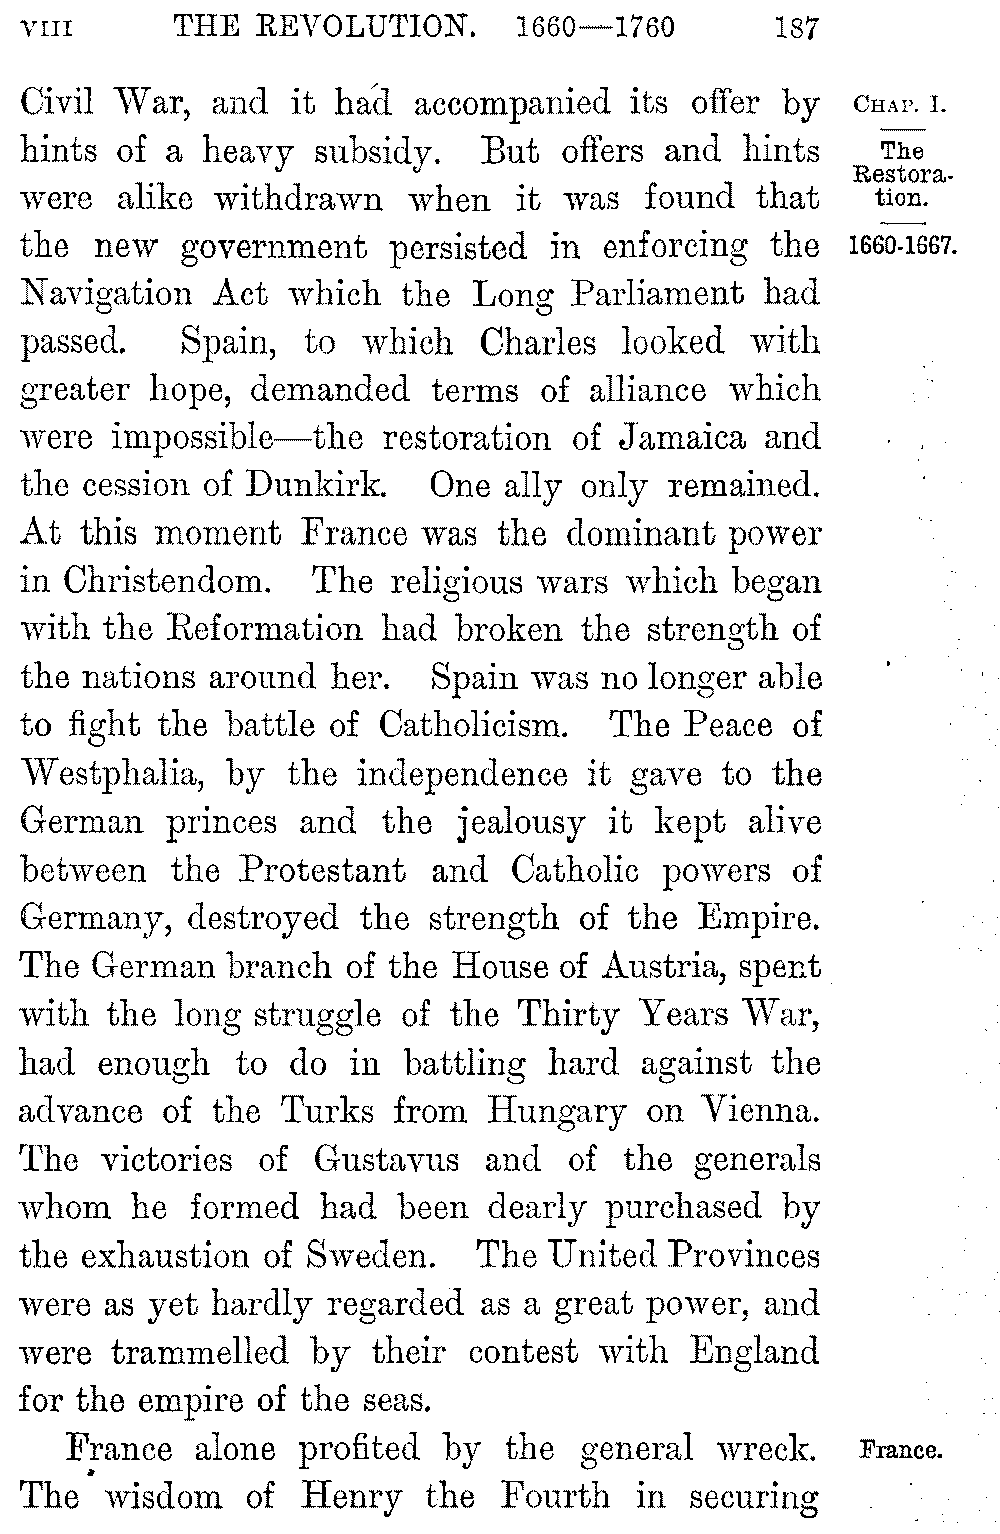 VIII THE REVOLUTION. 1660—1760 187
Civil War, and it had accompanied its offer by
hints of a heavy subsidy. But offers and hints
were alike withdrawn when it was found that
the new government persisted in enforcing the
Navigation Act which the Long Parliament had
passed. Spain, to which Charles looked with
greater hope, demanded terms of alliance which
were impossible—the restoration of Jamaica and
the cession of Dunkirk. One ally only remained.
At this moment France was the dominant power
in Christendom. The religious wars which began
with the Reformation had broken the strength of
the nations around her. Spain was no longer able
to fight the battle of Catholicism. The Peace of
Westphalia, by the independence it gave to the
German princes and the jealousy it kept alive
between the Protestant and Catholic powers of
Germany, destroyed the strength of the Empire.
The German branch of the House of Austria, spent
with the long struggle of the Thirty Years War,
had enough to do in battling hard against the
advance of the Turks from Hungary on Vienna.
The victories of Gustavus and of the generals
whom he formed had been dearly purchased by
the exhaustion of Sweden. The United Provinces
were as yet hardly regarded as a great power, and
were trammelled by their contest with England
for the empire of the seas.
France alone profited by the general wreck.
The wisdom of Henry the Fourth in securing
CHAP. I.
The
Restora-
tion.
1660-1667.
France.